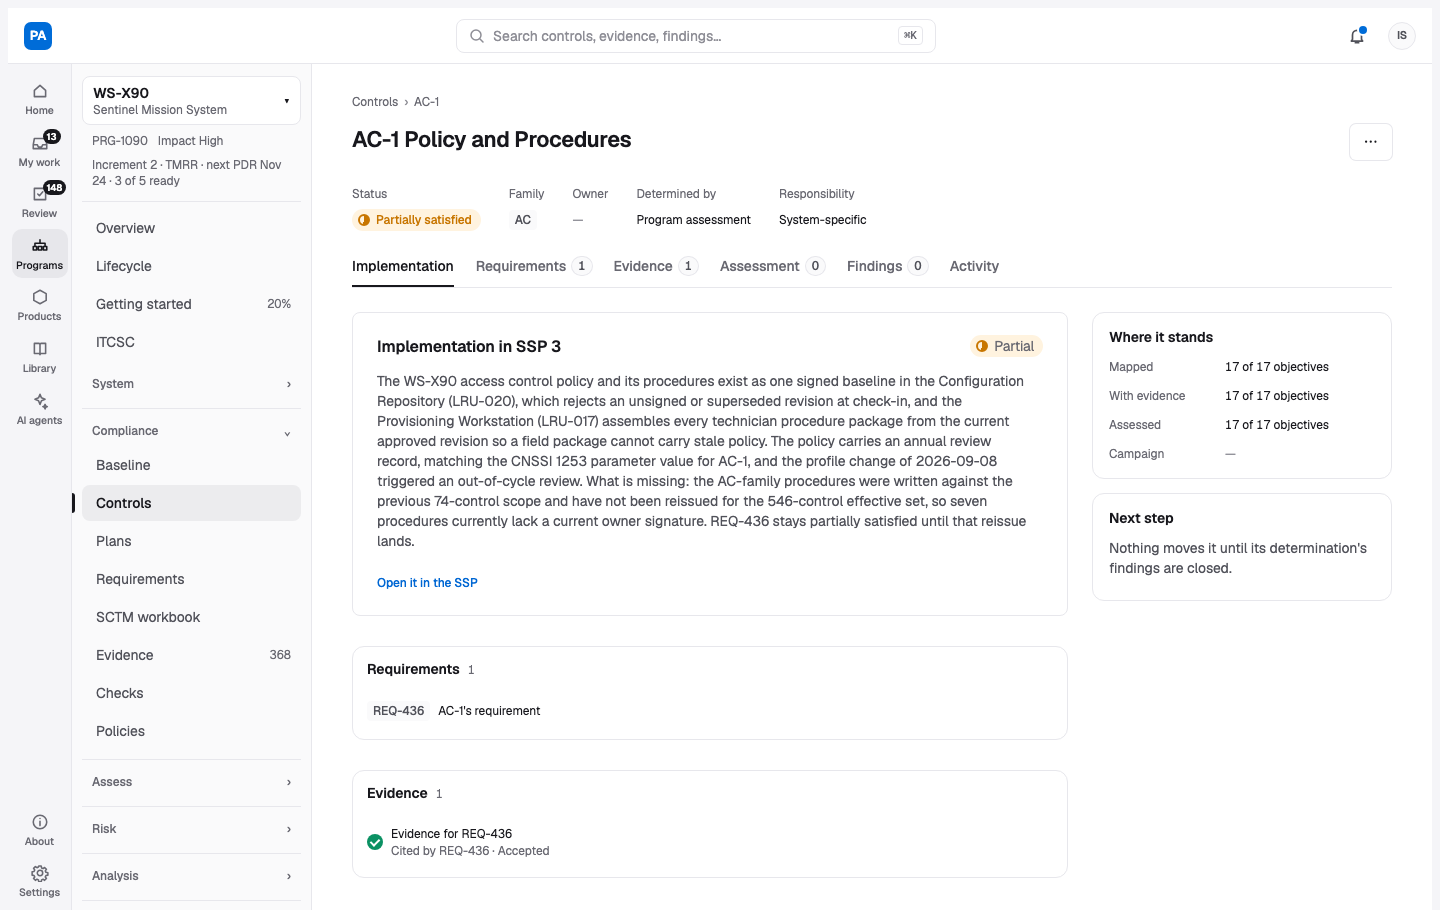 PA
Search controls, evidence, findings...
⌘K
IS
Home
13
My work
148
Review
Programs
Products
Library
AI agents
About
Settings
WS-X90
Sentinel Mission System
PRG-1090 Impact High
Increment 2 · TMRR · next PDR Nov
24 · 3 of 5 ready
Overview
Lifecycle
Getting started 20%
ITCSC
System
Compliance
Baseline
Controls
Plans
Requirements
SCTM workbook
Evidence 368
Checks
Policies
Assess
Risk
Analysis
Controls › AC-1
AC-1 Policy and Procedures
Status Family Owner Determined by Responsibility
Partially satisfied AC — Program assessment System-specific
Implementation Requirements 1 Evidence 1 Assessment 0 Findings 0 Activity
Implementation in SSP 3
Partial
The WS-X90 access control policy and its procedures exist as one signed baseline in the Configuration
Repository (LRU-020), which rejects an unsigned or superseded revision at check-in, and the
Provisioning Workstation (LRU-017) assembles every technician procedure package from the current
approved revision so a field package cannot carry stale policy. The policy carries an annual review
record, matching the CNSSI 1253 parameter value for AC-1, and the profile change of 2026-09-08
triggered an out-of-cycle review. What is missing: the AC-family procedures were written against the
previous 74-control scope and have not been reissued for the 546-control effective set, so seven
procedures currently lack a current owner signature. REQ-436 stays partially satisfied until that reissue
lands.
Open it in the SSP
Requirements 1
REQ-436 AC-1's requirement
Evidence 1
Evidence for REQ-436
Cited by REQ-436 · Accepted
Where it stands
Mapped 17 of 17 objectives
With evidence 17 of 17 objectives
Assessed 17 of 17 objectives
Campaign —
Next step
Nothing moves it until its determination's
findings are closed.